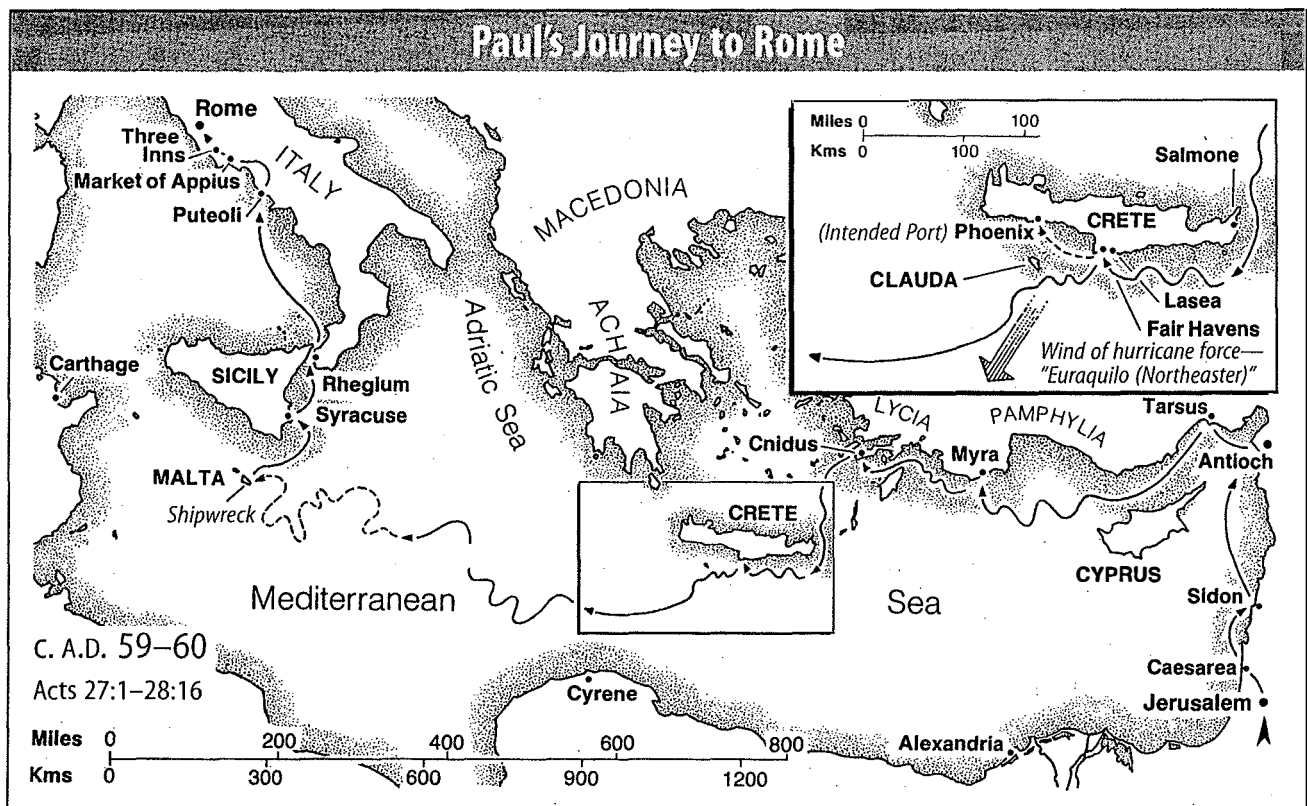 Paul's Journey to Rome
Rome
Three
Inns
Market of Appius
Puteoli
ITALY
MACEDONIA
ACHAIA
Adriatic Sea
Carthage
SICILY
Rhegium
Syracuse
MALTA
Shipwreck
Mediterranean
Sea
CRETE
Cnidus
LYCIA
PAMPHYLIA
Myra
Tarsus
Antioch
CYPRUS
Sidon
Caesarea
Jerusalem
Alexandria
Cyrene
C. A.D. 59–60
Acts 27:1–28:16
Miles 0 200 400 600 800
Kms 0 300 600 900 1200
Miles 0 100
Kms 0 100
Salmone
CRETE
(Intended Port) Phoenix
CLAUDA
Lasea
Fair Havens
Wind of hurricane force—
"Euraquilo (Northeaster)"